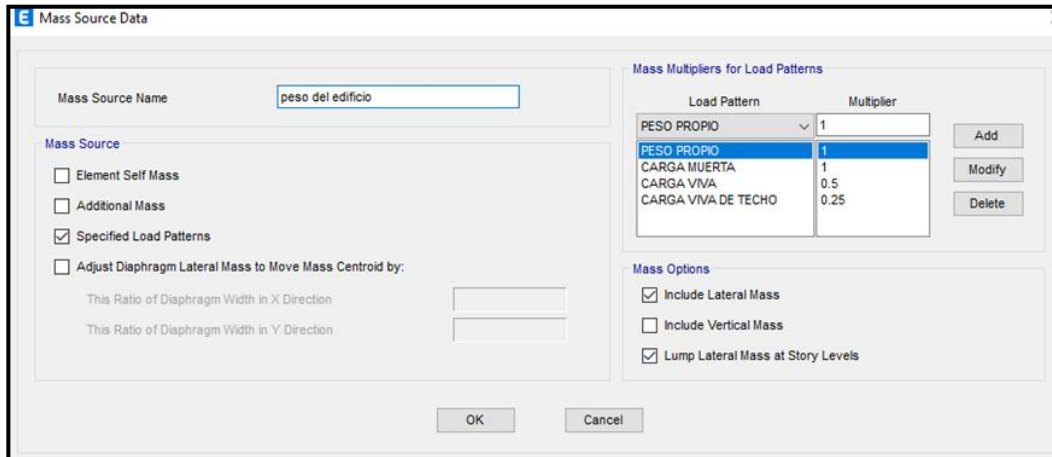 E Mass Source Data
Mass Source Name peso del edificio
Mass Source
Element Self Mass
Additional Mass
Specified Load Patterns
Adjust Diaphragm Lateral Mass to Move Mass Centroid by:
This Ratio of Diaphragm Width in X Direction
This Ratio of Diaphragm Width in Y Direction
Mass Multipliers for Load Patterns
Load Pattern Multiplier
PESO PROPIO 1
PESO PROPIO 1
CARGA MUERTA 1
CARGA VIVA 0.5
CARGA VIVA DE TECHO 0.25
Add
Modify
Delete
Mass Options
Include Lateral Mass
Include Vertical Mass
Lump Lateral Mass at Story Levels
OK Cancel